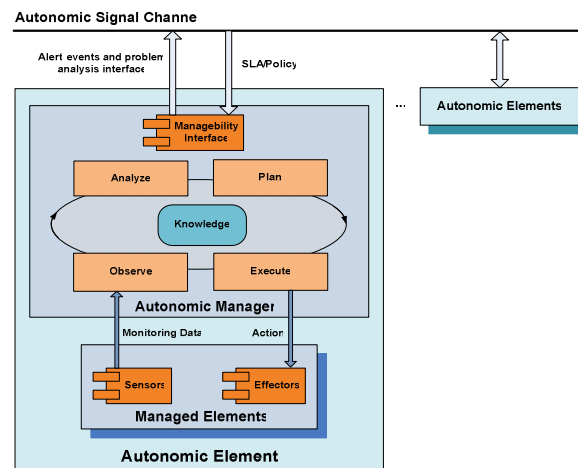 Autonomic Signal Channe
Alert events and problem
analysis interface
SLA/Policy
...
Autonomic Elements
Managebility
Interface
Analyze
Plan
Knowledge
Observe
Execute
Autonomic Manager
Monitoring Data
Action
Sensors
Effectors
Managed Elements
Autonomic Element